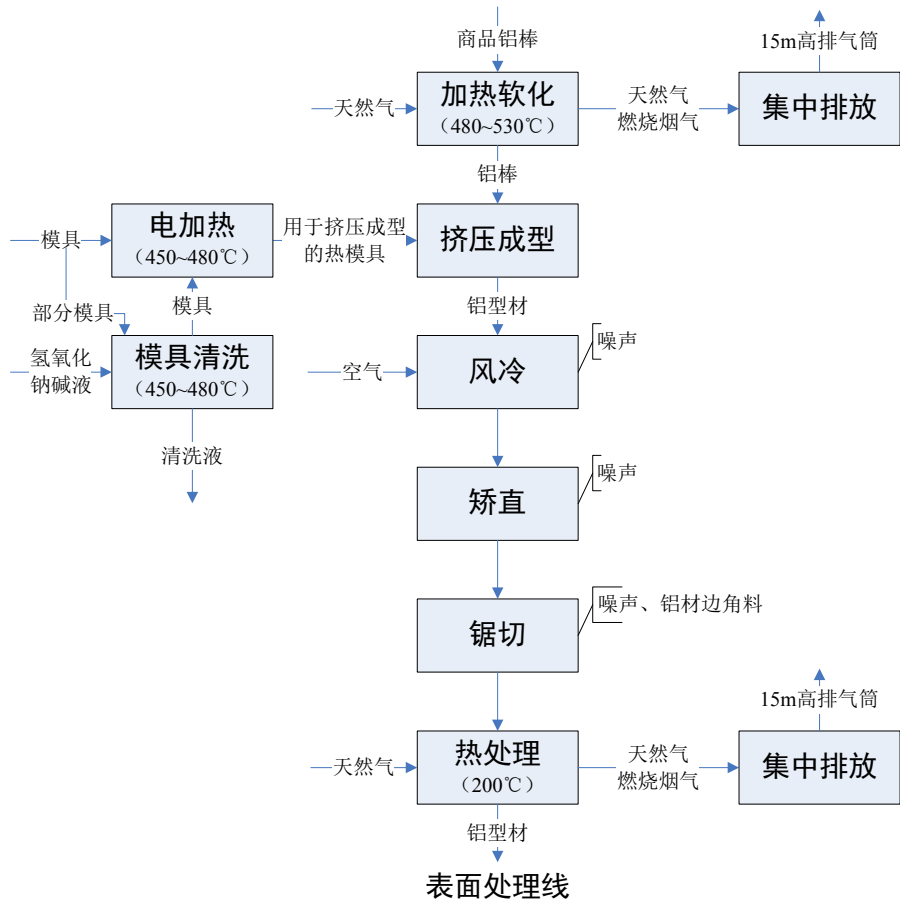 商品铝棒
15m高排气筒
天然气
加热软化
（480~530℃）
天然气
燃烧烟气
集中排放
铝棒
模具
电加热
（450~480℃）
用于挤压成型
的热模具
挤压成型
部分模具
模具
铝型材
氢氧化
钠碱液
模具清洗
（450~480℃）
空气
风冷
噪声
清洗液
矫直
噪声
锯切
噪声、铝材边角料
15m高排气筒
天然气
热处理
（200℃）
天然气
燃烧烟气
集中排放
铝型材
表面处理线